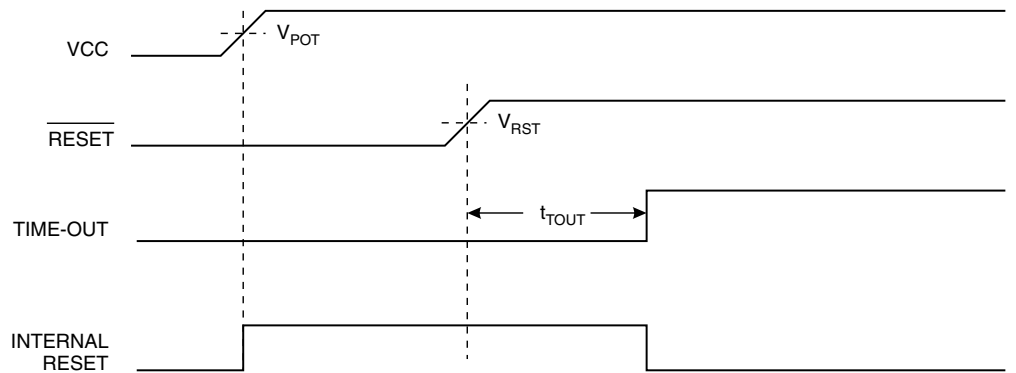 VCC
V_POT
RESET
V_RST
TIME-OUT
t_TOUT
INTERNAL
RESET